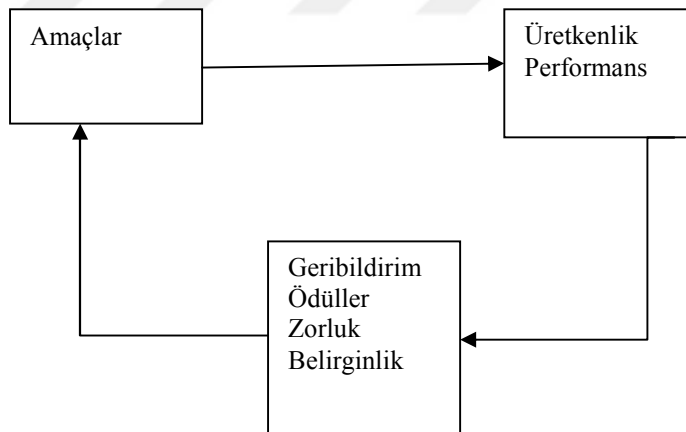 Amaçlar
Üretkenlik
Performans
Geribildirim
Ödüller
Zorluk
Belirginlik